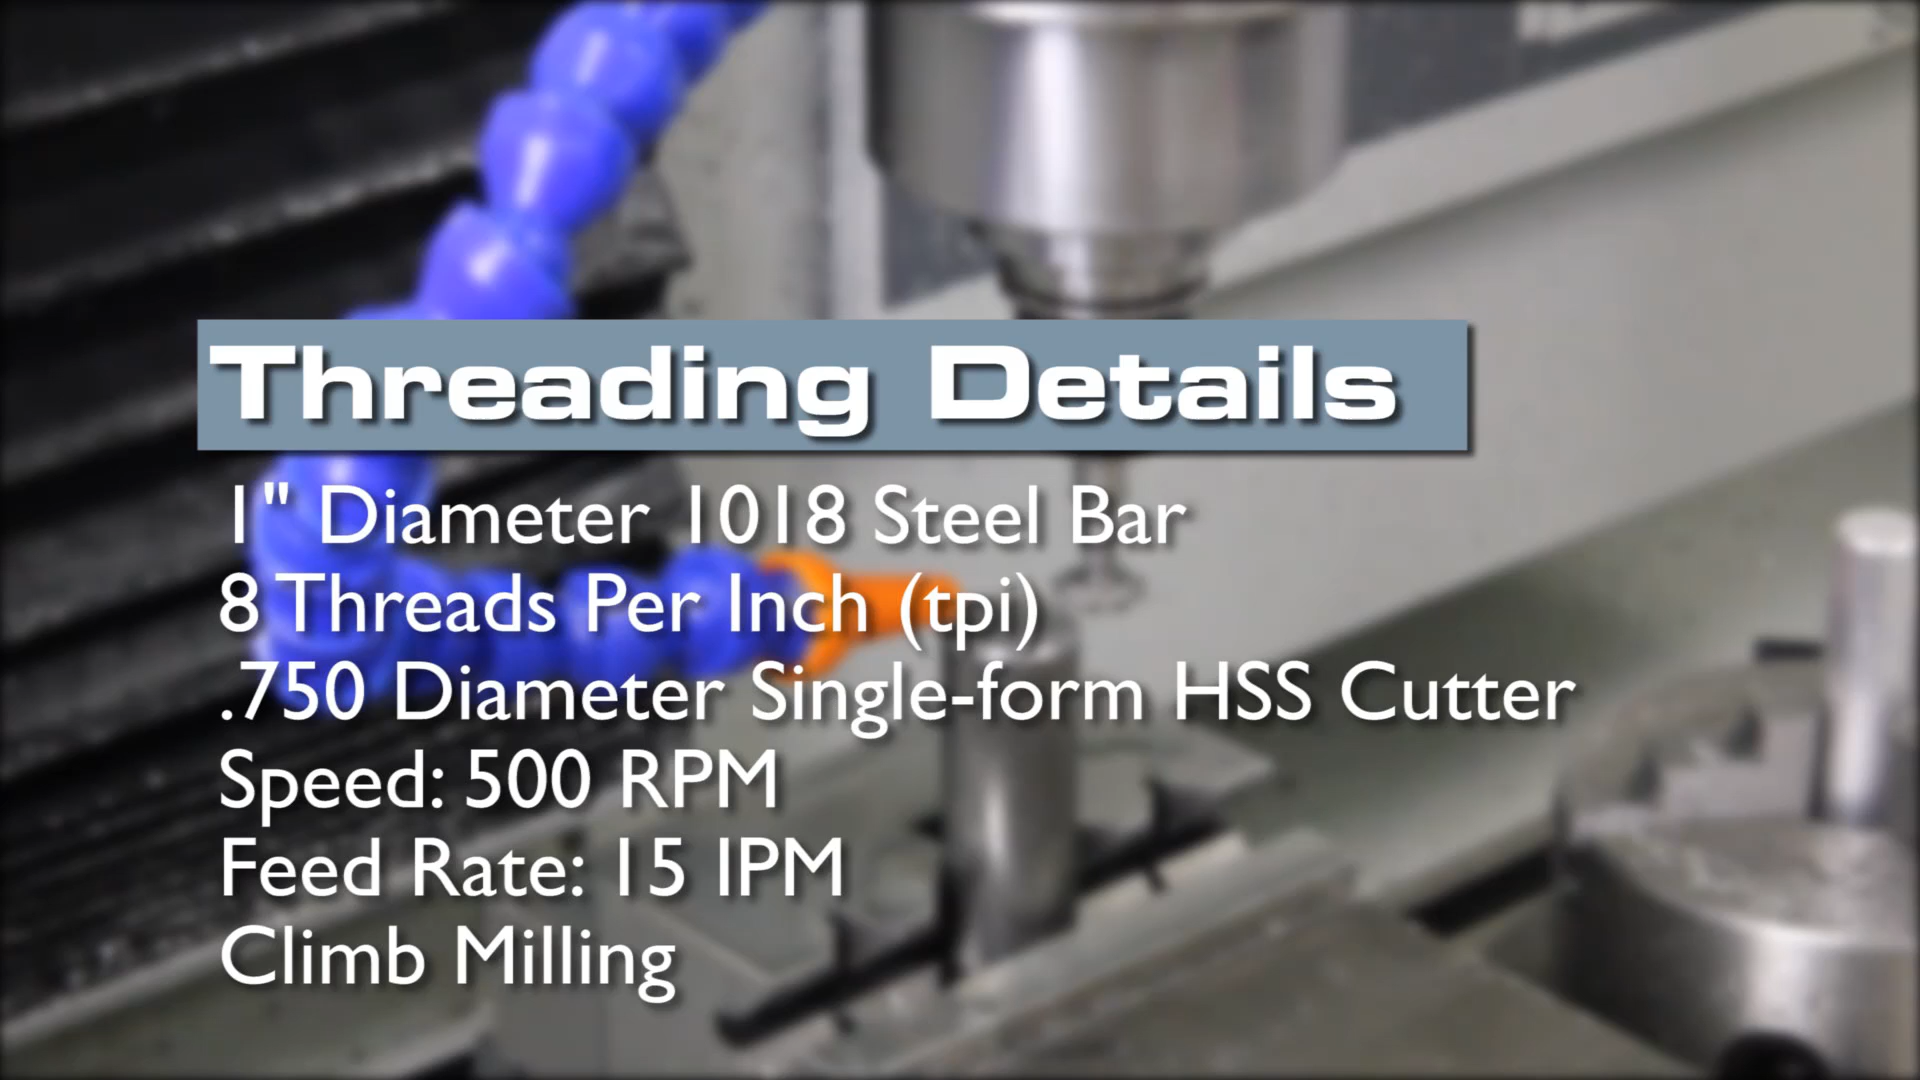 Threading Details
1" Diameter 1018 Steel Bar
8 Threads Per Inch (tpi)
.750 Diameter Single-form HSS Cutter
Speed: 500 RPM
Feed Rate: 15 IPM
Climb Milling